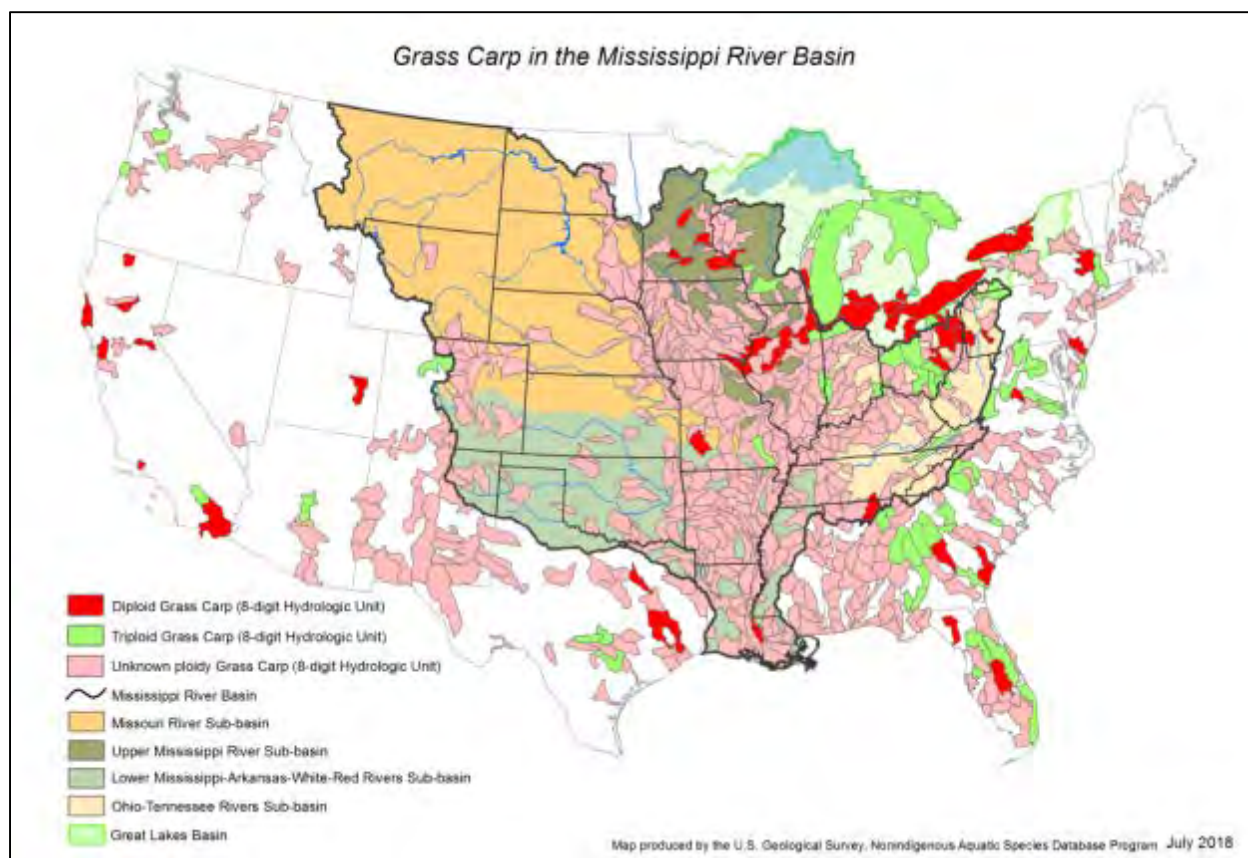 Grass Carp in the Mississippi River Basin
Diploid Grass Carp (8-digit Hydrologic Unit)
Triploid Grass Carp (8-digit Hydrologic Unit)
Unknown ploidy Grass Carp (8-digit Hydrologic Unit)
Mississippi River Basin
Missouri River Sub-basin
Upper Mississippi River Sub-basin
Lower Mississippi-Arkansas-White-Red Rivers Sub-basin
Ohio-Tennessee Rivers Sub-basin
Great Lakes Basin
Map produced by the U.S. Geological Survey, Nonindigenous Aquatic Species Database Program July 2018